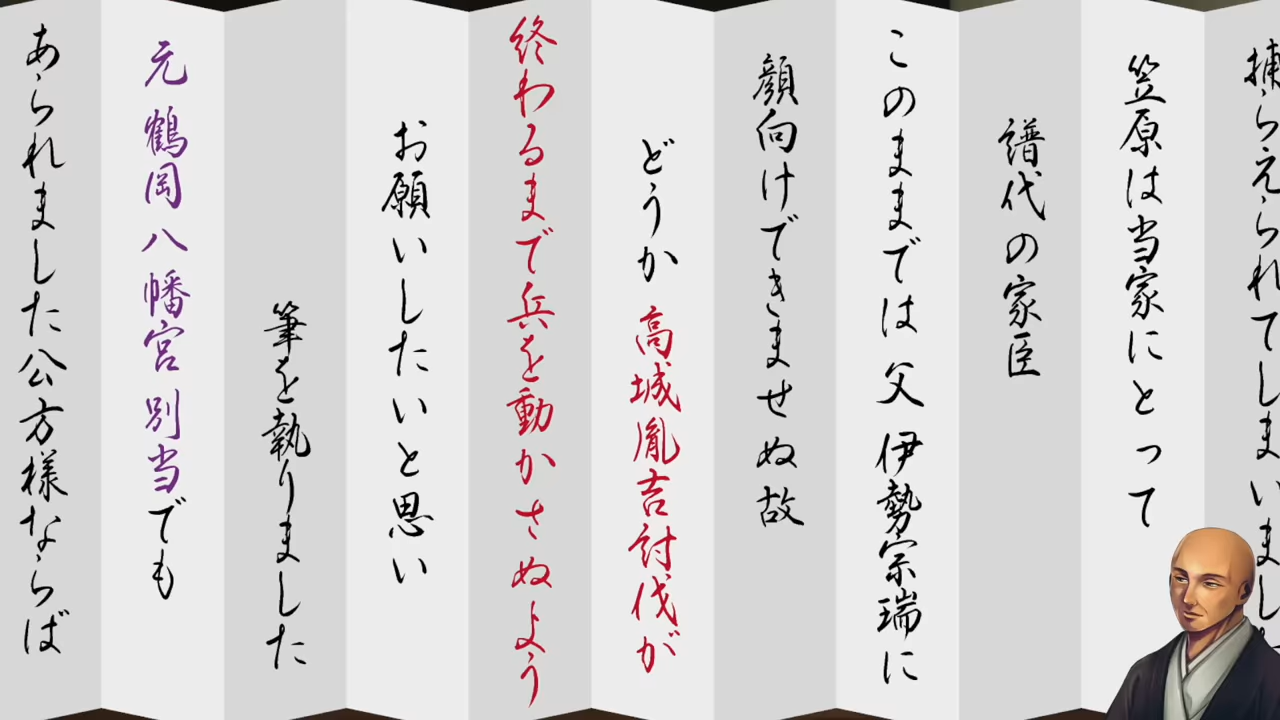 捕らえられてしまいまし
笠原は当家にとって
譜代の家臣
このままでは 父 伊勢宗瑞に
顔向けできませぬ故
どうか 高城胤吉討伐が
終わるまで兵を動かさぬよう
お願いしたいと思い
筆を執りました
元 鶴岡 八幡宮 別当でも
あられました公方様ならば